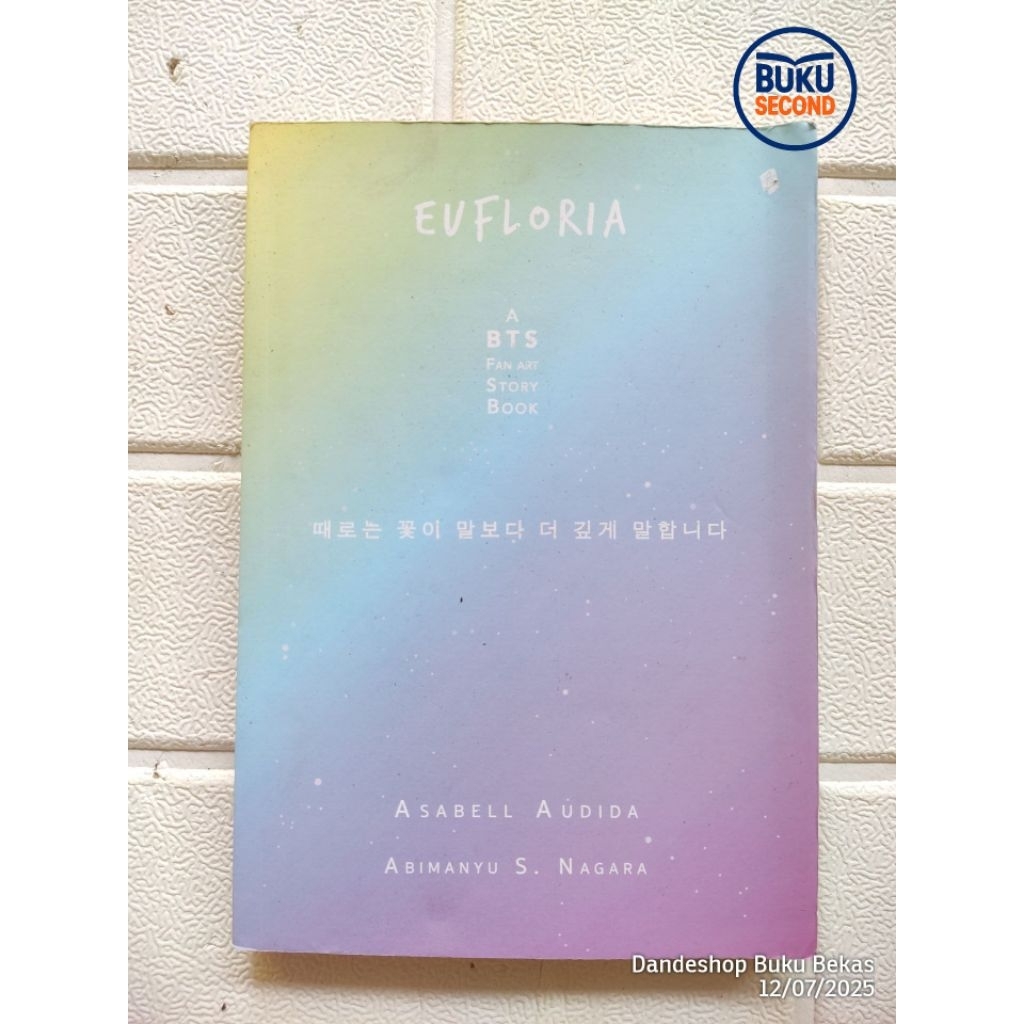 BUKU
SECOND
EUFLORIA
A
BTS
FAN ART
STORY
BOOK
때로는 꽃이 말보다 더 깊게 말합니다
ASABELL AUDIDA
ABIMANYU S. NAGARA
Dandeshop Buku Bekas
12/07/2025